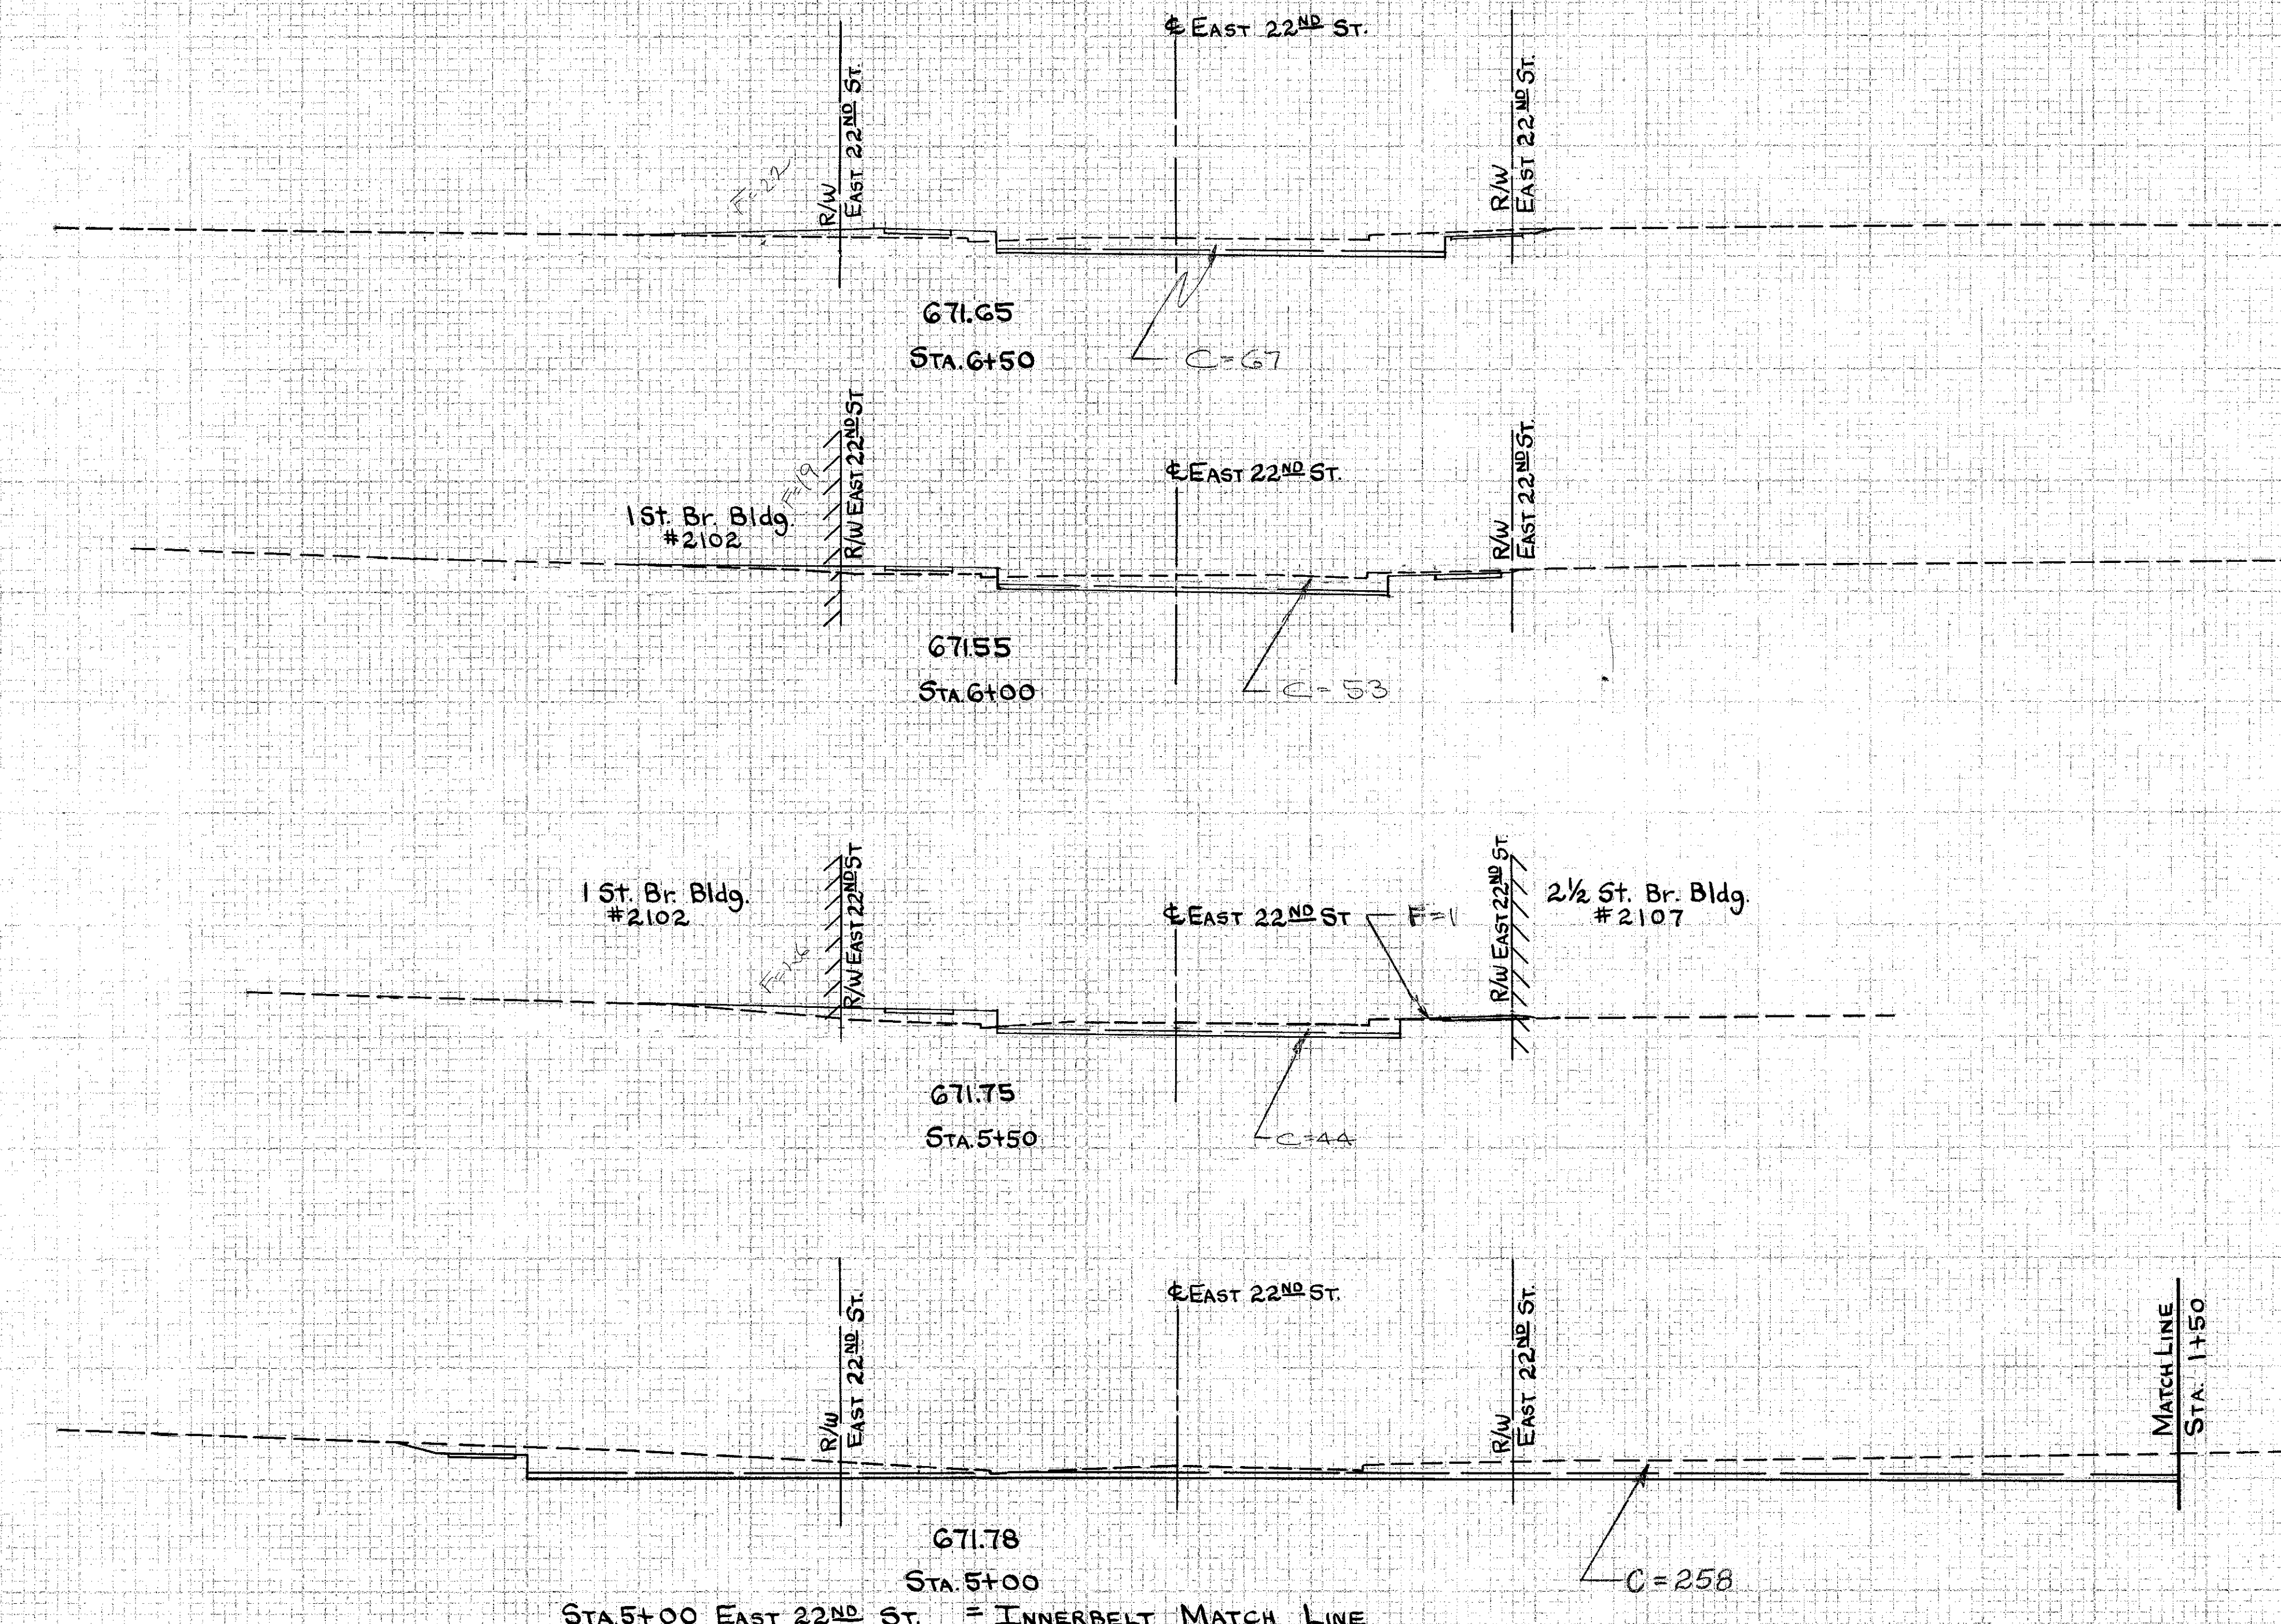 ℄ EAST 22ND ST.
R/W
EAST 22ND ST.
R/W
EAST 22ND ST.
F=22
671.65
STA. 6+50
C=67
1 St. Br. Bldg.
#2102
F=19
R/W EAST 22ND ST
℄ EAST 22ND ST.
R/W
EAST 22ND ST.
671.55
STA. 6+00
C=53
1 St. Br. Bldg.
#2102
R/W EAST 22ND ST
℄ EAST 22ND ST
F=1
R/W EAST 22ND ST.
2½ St. Br. Bldg.
#2107
671.75
STA. 5+50
C=44
R/W
EAST 22ND ST.
℄ EAST 22ND ST.
R/W
EAST 22ND ST.
MATCH LINE
STA. 1+50
671.78
STA. 5+00
C=258
STA 5+00 EAST 22ND ST. = INNERBELT MATCH LINE